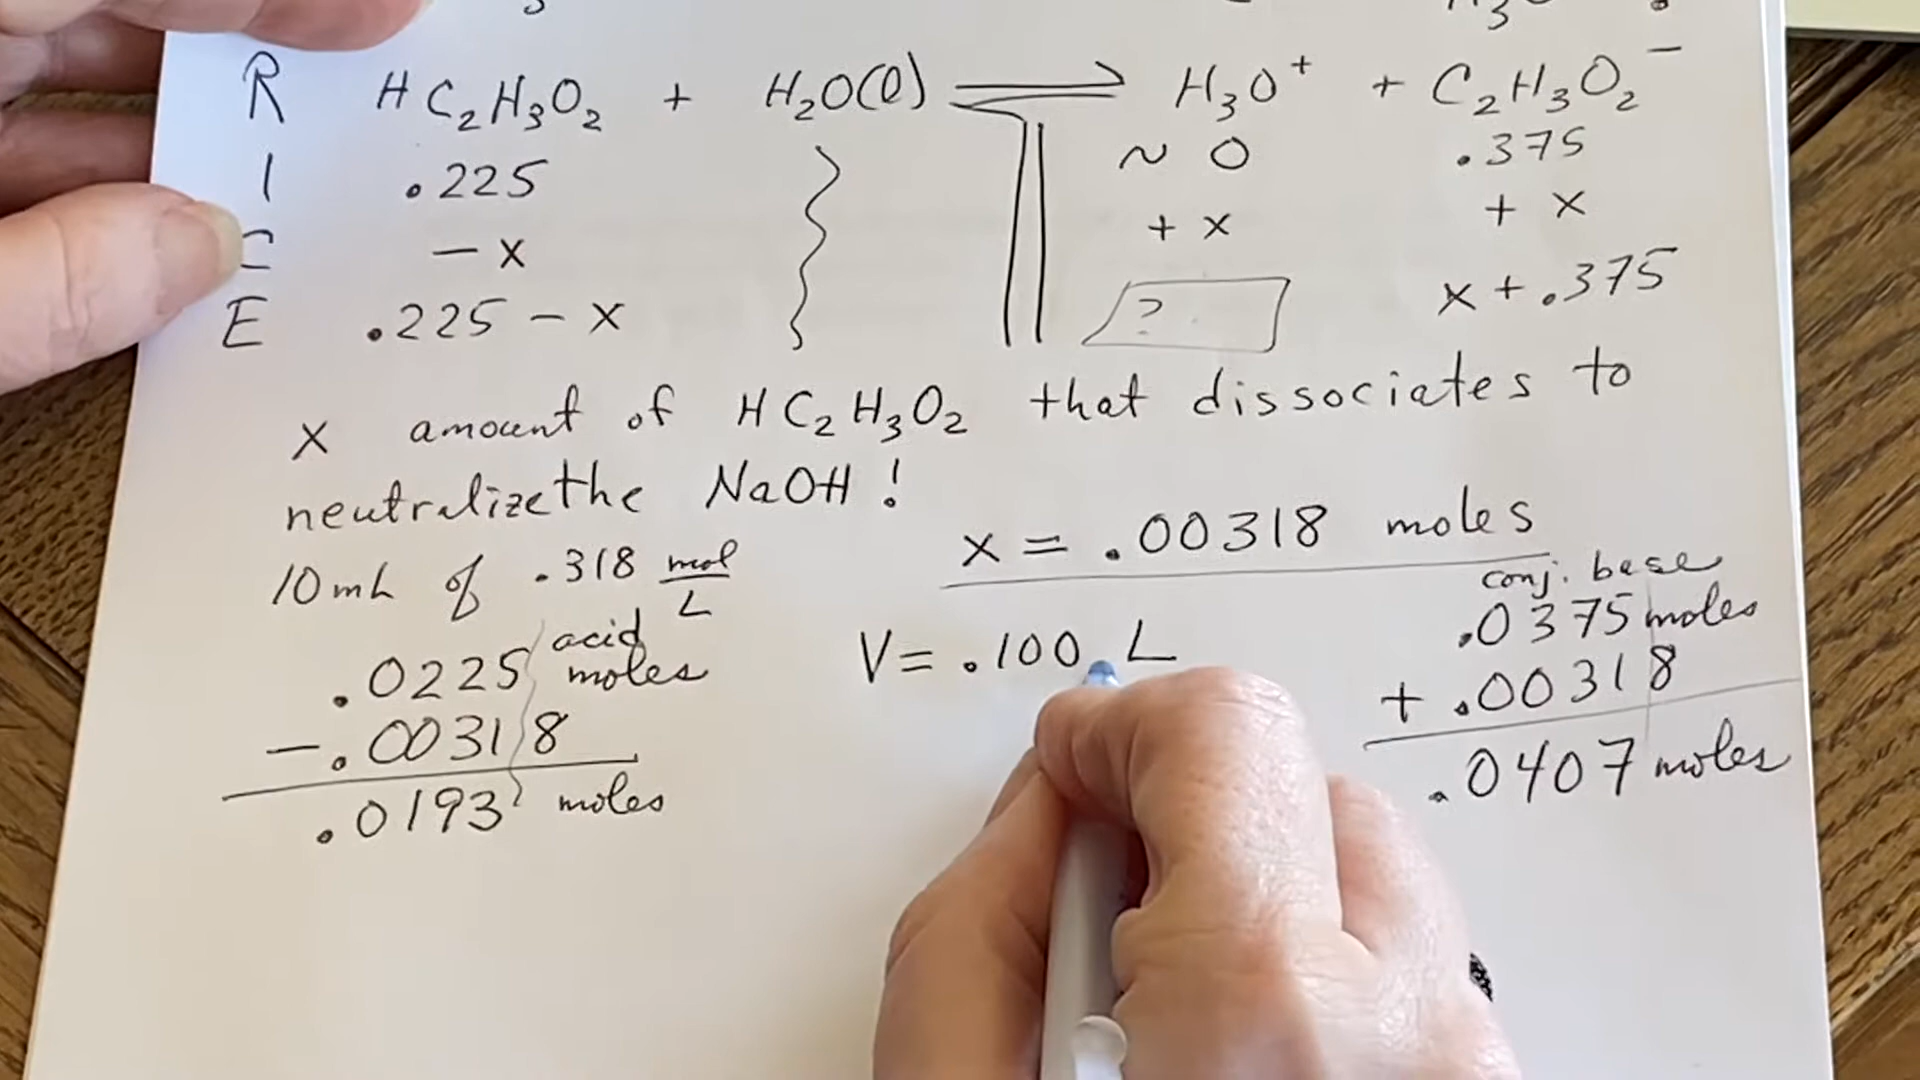 H₃O
R HC₂H₃O₂ + H₂O(l) ⇌ H₃O⁺ + C₂H₃O₂⁻
I .225 ~ 0 .375
C - x + x + x
E .225 - x ? x + .375
x amount of HC₂H₃O₂ that dissociates to
neutralize the NaOH!
x = .00318 moles
10 mL of .318 mol/L
V = .100 L
acid
.0225 moles
- .00318
.0193 moles
conj. base
.0375 moles
+ .00318
.0407 moles